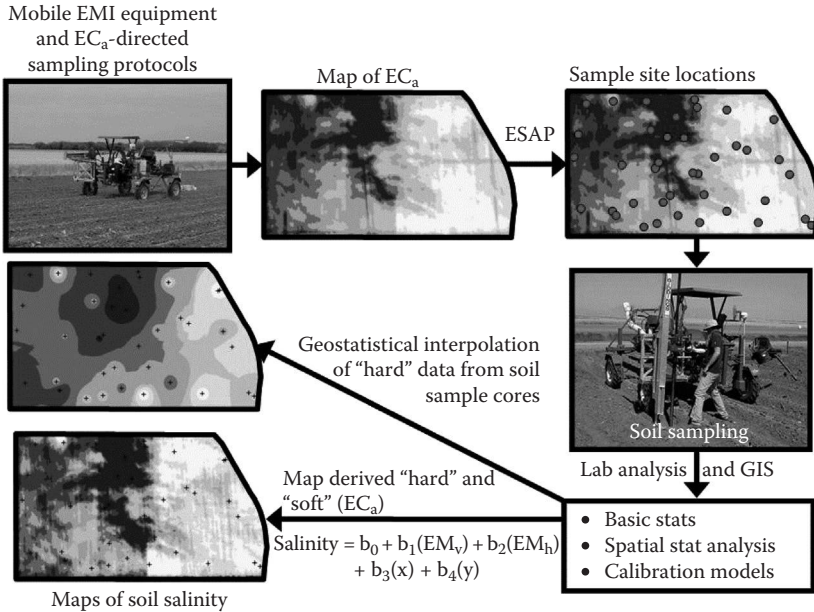 Mobile EMI equipment
and ECa-directed
sampling protocols
Map of ECa
ESAP
Sample site locations
Soil sampling
Lab analysis and GIS
• Basic stats
• Spatial stat analysis
• Calibration models
Geostatistical interpolation
of “hard” data from soil
sample cores
Map derived “hard” and
“soft” (ECa)
Salinity = b0 + b1(EMv) + b2(EMh)
+ b3(x) + b4(y)
Maps of soil salinity